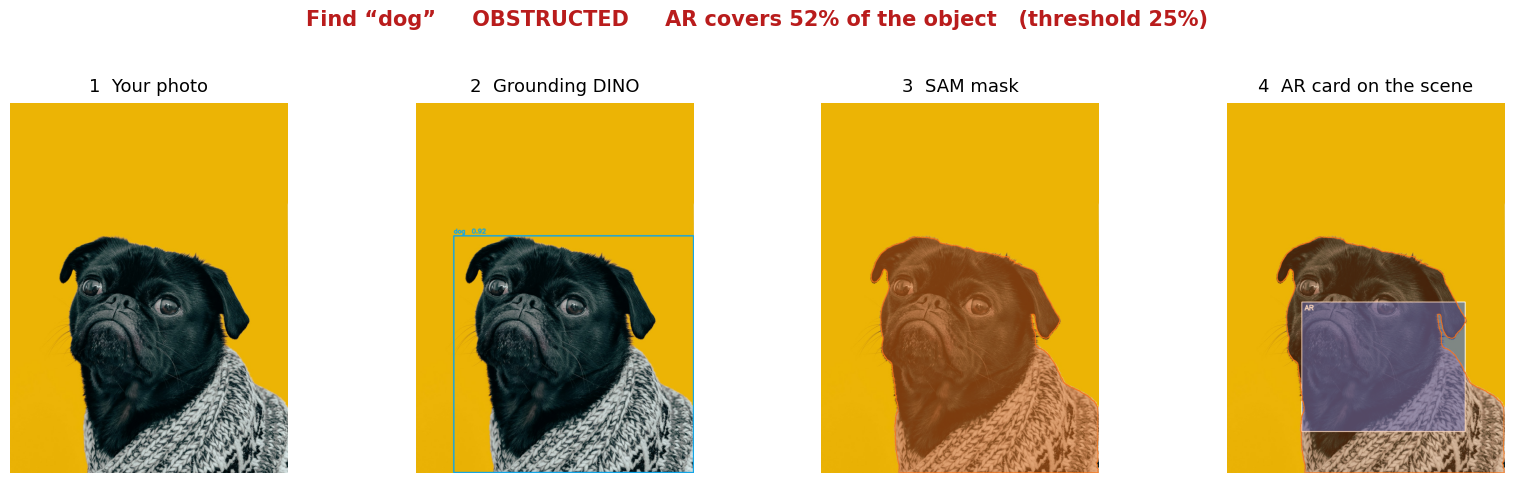 Find “dog” OBSTRUCTED AR covers 52% of the object (threshold 25%)
1 Your photo
2 Grounding DINO
3 SAM mask
4 AR card on the scene
dog 0.82
AR